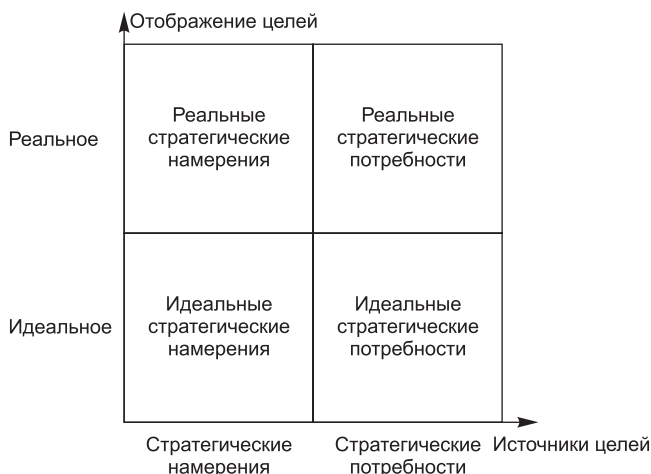 Отображение целей
Реальное
Реальные
стратегические
намерения
Реальные
стратегические
потребности
Идеальное
Идеальные
стратегические
намерения
Идеальные
стратегические
потребности
Стратегические
намерения
Стратегические
потребности
Источники целей